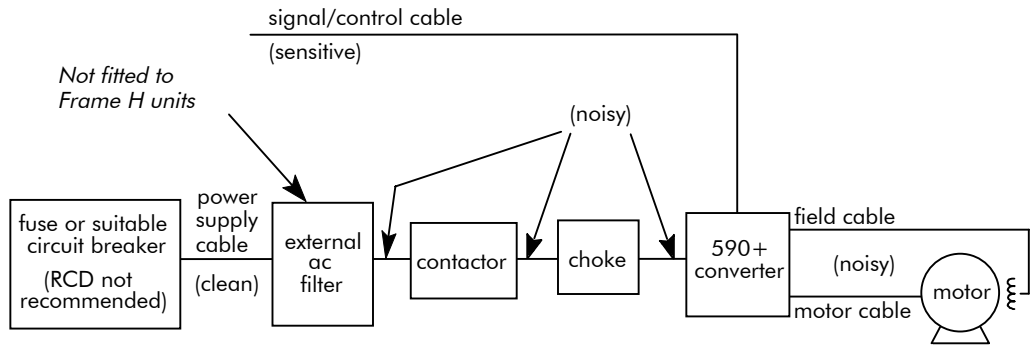 signal/control cable
(sensitive)
Not fitted to
Frame H units
(noisy)
fuse or suitable
circuit breaker
(RCD not
recommended)
power
supply
cable
(clean)
external
ac
filter
contactor
choke
590+
converter
field cable
(noisy)
motor cable
motor